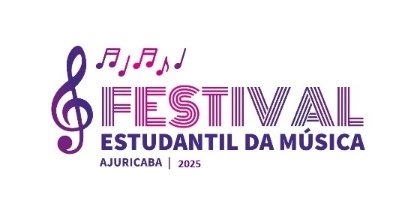 FESTIVAL
ESTUDANTIL DA MÚSICA
AJURICABA | 2025